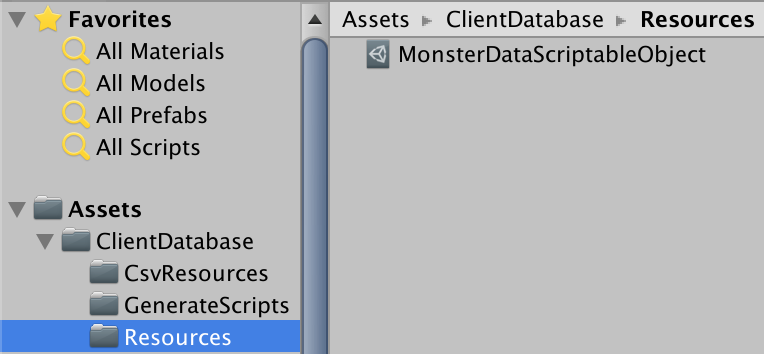 Favorites
All Materials
All Models
All Prefabs
All Scripts
Assets
ClientDatabase
CsvResources
GenerateScripts
Resources
Assets ClientDatabase Resources
MonsterDataScriptableObject